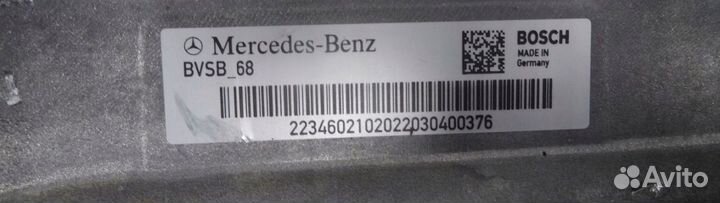 Mercedes-Benz
BOSCH
MADE IN
Germany
BVSB_68
2234602102022030400376
Avito